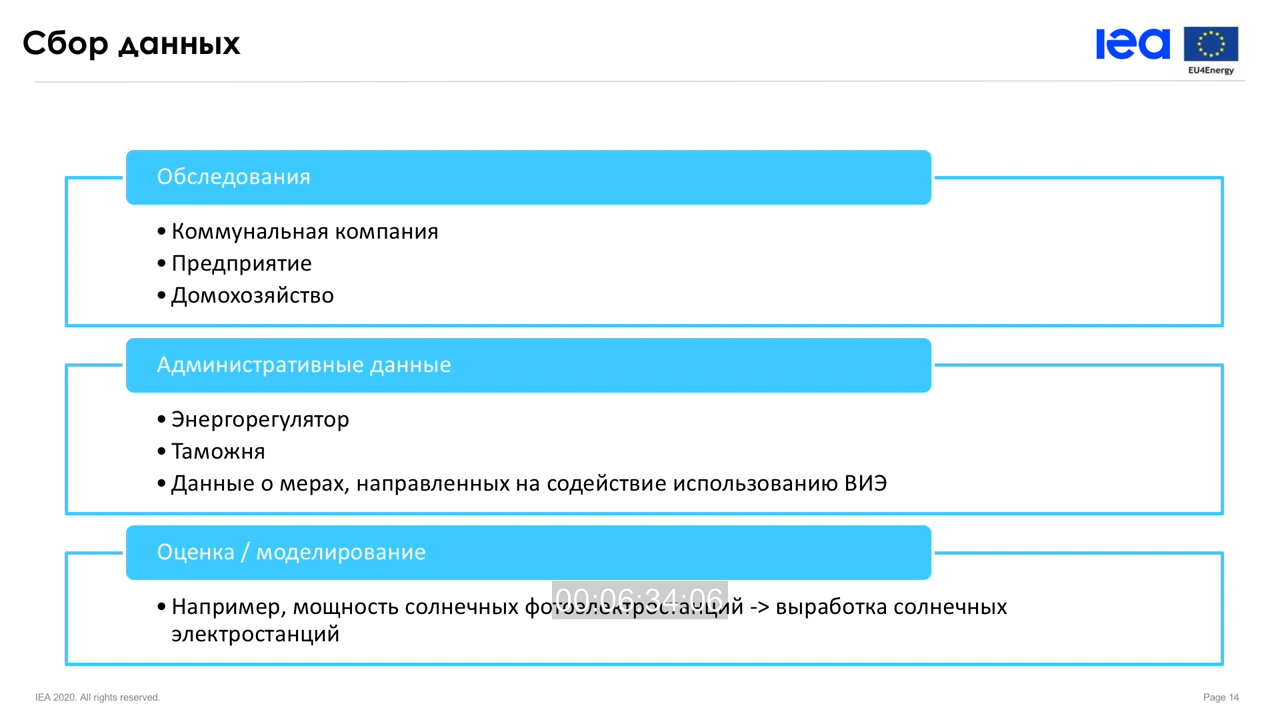 Сбор данных
iea
EU4Energy
Обследования
• Коммунальная компания
• Предприятие
• Домохозяйство
Административные данные
• Энергорегулятор
• Таможня
• Данные о мерах, направленных на содействие использованию ВИЭ
Оценка / моделирование
• Например, мощность солнечных фотоэлектростанций -> выработка солнечных
электростанций
00:06:34:06
IEA 2020. All rights reserved.
Page 14